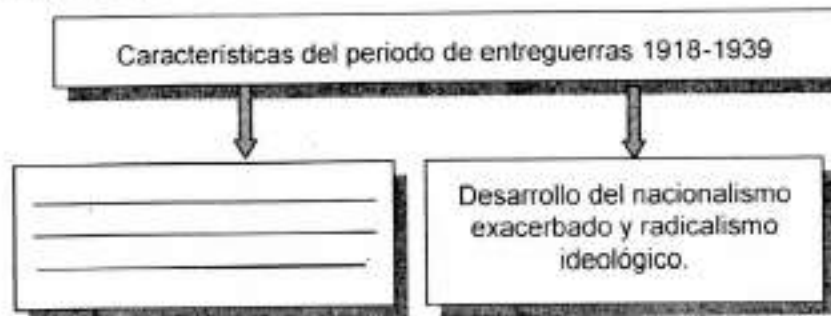 Características del periodo de entreguerras 1918-1939
Desarrollo del nacionalismo
exacerbado y radicalismo
ideológico.